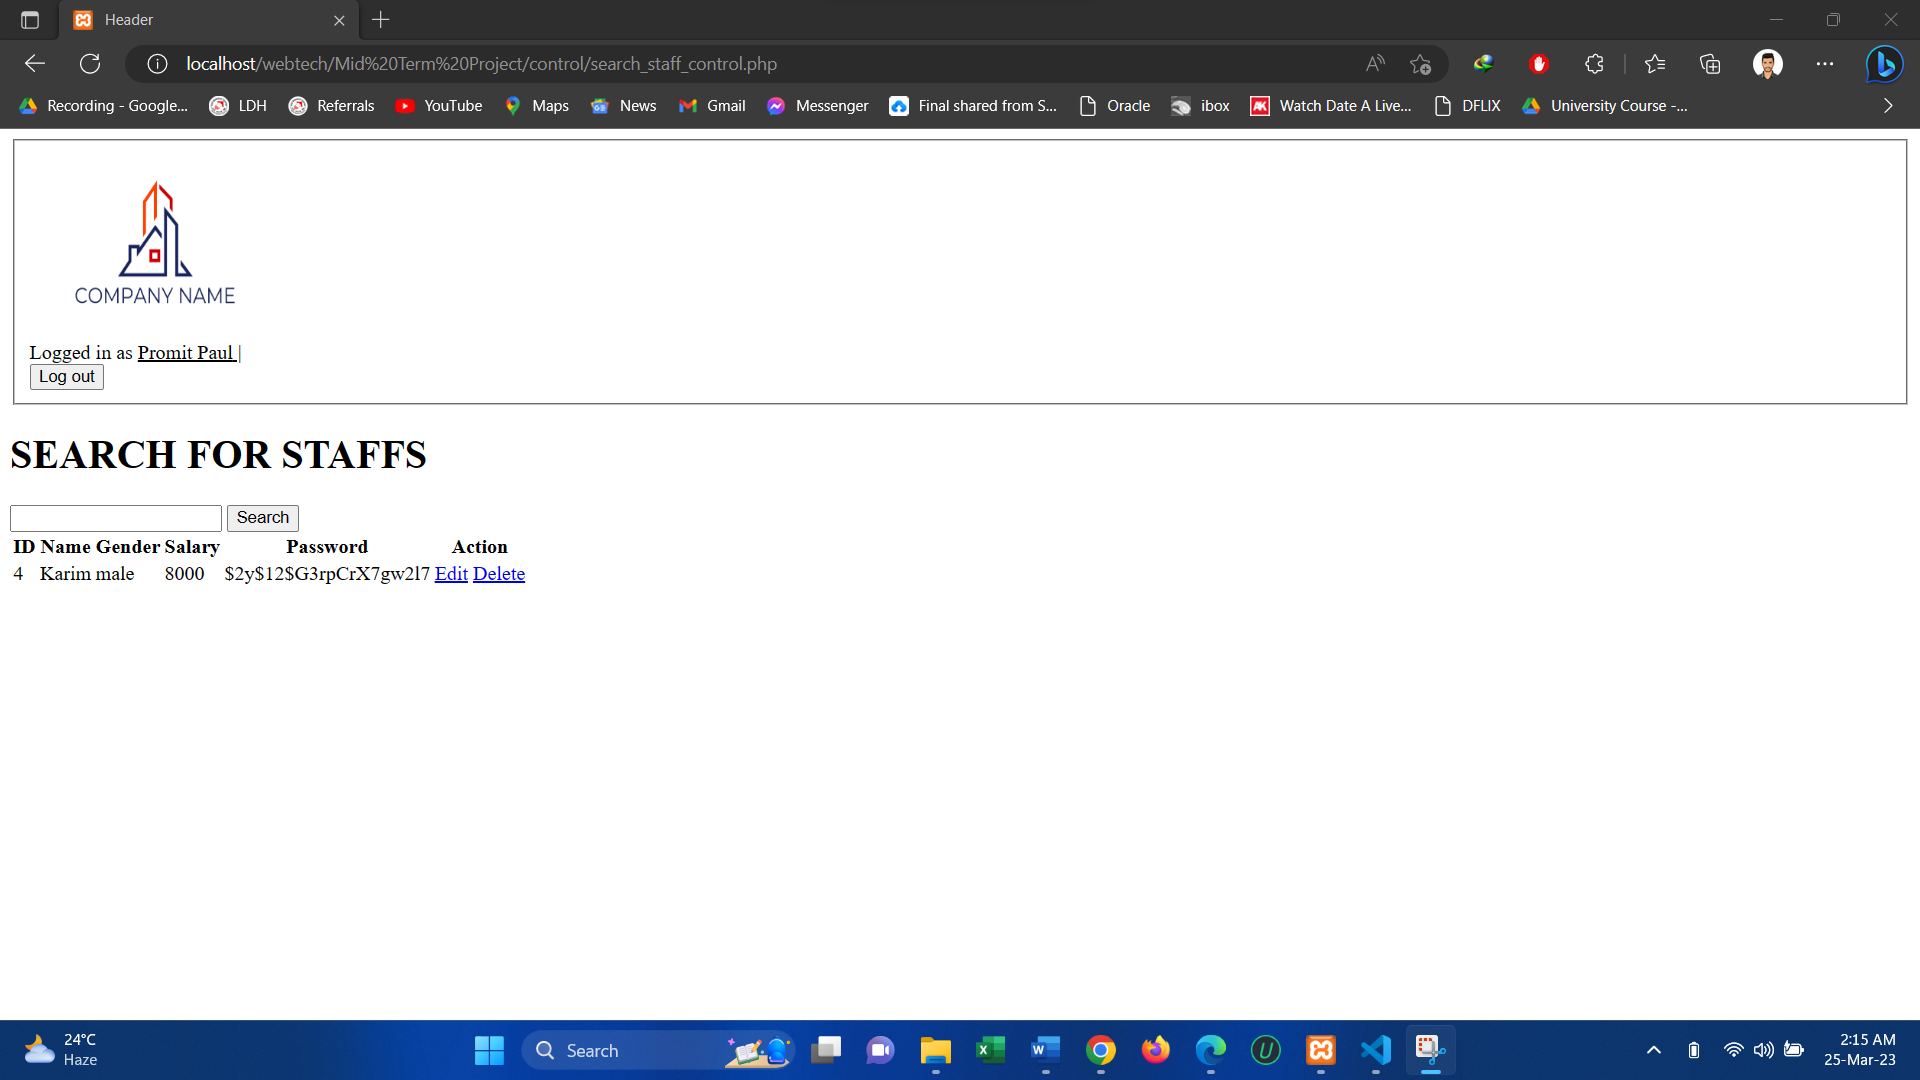 Header
localhost/webtech/Mid%20Term%20Project/control/search_staff_control.php
Recording - Google... LDH Referrals YouTube Maps News Gmail Messenger Final shared from S... Oracle ibox Watch Date A Live... DFLIX University Course -...
COMPANY NAME
Logged in as Promit Paul |
Log out
SEARCH FOR STAFFS
Search
ID Name Gender Salary Password Action
4 Karim male 8000 $2y$12$G3rpCrX7gw2l7 Edit Delete
24°C
Haze
Search
2:15 AM
25-Mar-23